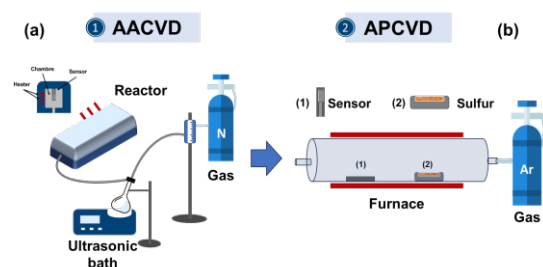 (a)
1 AACVD
Chambre
Sensor
Heater
Reactor
N
Gas
Ultrasonic
bath
2 APCVD
(b)
(1) Sensor
(2) Sulfur
(1)
(2)
Furnace
Ar
Gas